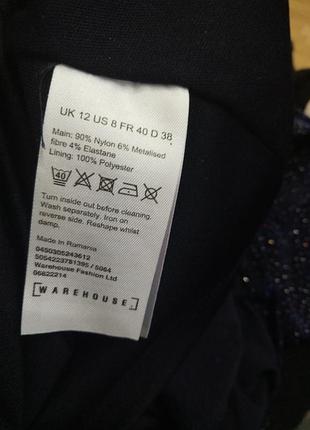 UK 12 US 8 FR 40 D 38
Main: 90% Nylon 6% Metalised
fibre 4% Elastane
Lining: 100% Polyester
40
Turn inside out before cleaning.
Wash separately. Iron on
reverse side. Reshape whilst
damp.
Made in Romania
0450305243612
5054223781395 / 5064
Warehouse Fashion Ltd
06822214
WAREHOUSE